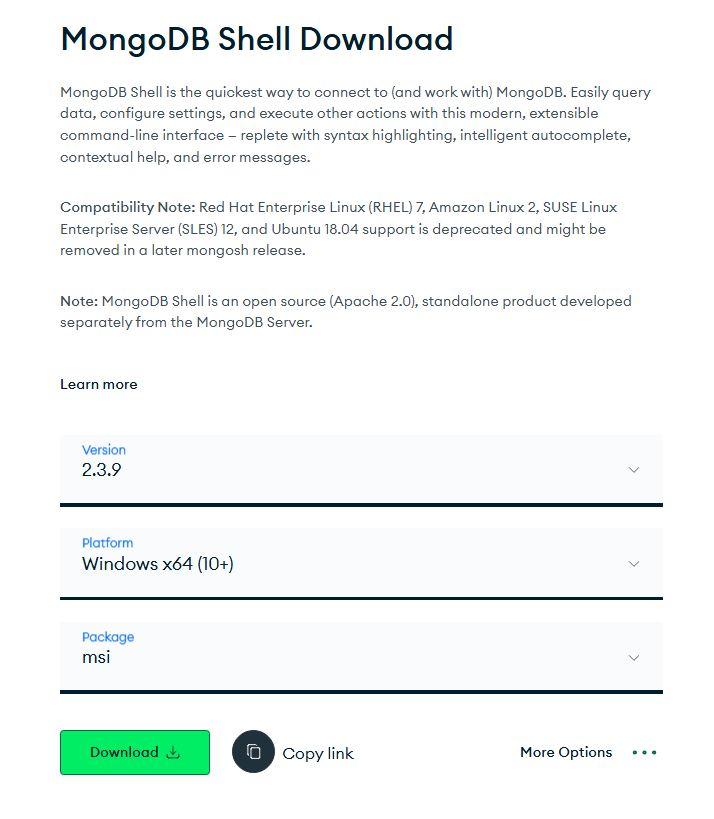 MongoDB Shell Download
MongoDB Shell is the quickest way to connect to (and work with) MongoDB. Easily query
data, configure settings, and execute other actions with this modern, extensible
command-line interface — replete with syntax highlighting, intelligent autocomplete,
contextual help, and error messages.
Compatibility Note: Red Hat Enterprise Linux (RHEL) 7, Amazon Linux 2, SUSE Linux
Enterprise Server (SLES) 12, and Ubuntu 18.04 support is deprecated and might be
removed in a later mongosh release.
Note: MongoDB Shell is an open source (Apache 2.0), standalone product developed
separately from the MongoDB Server.
Learn more
Version
2.3.9
Platform
Windows x64 (10+)
Package
msi
Download Copy link More Options